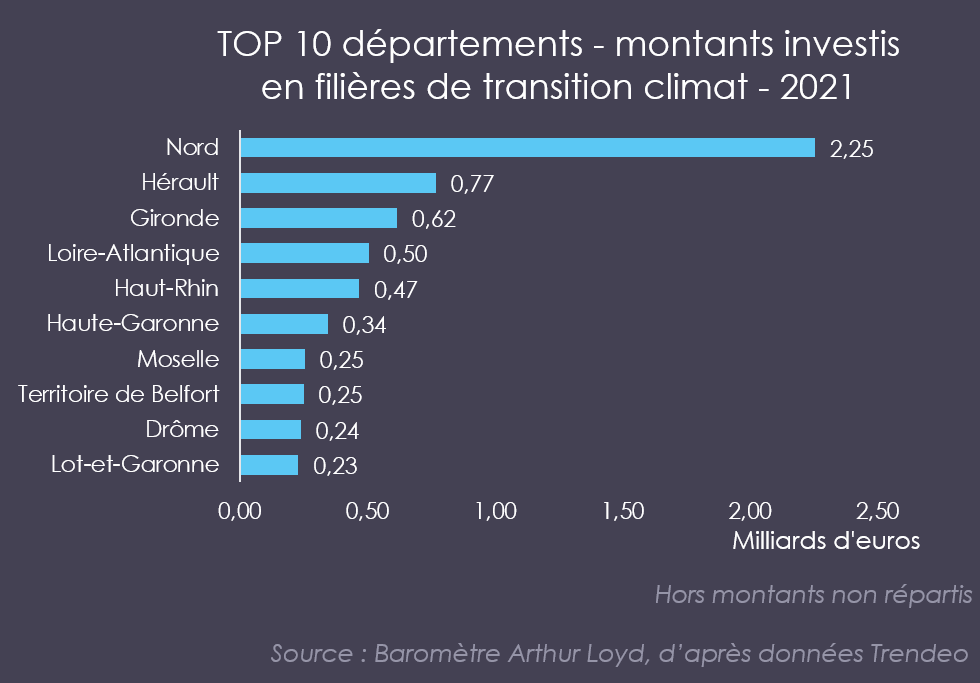 TOP 10 départements - montants investis
en filières de transition climat - 2021
Nord 2,25
Hérault 0,77
Gironde 0,62
Loire-Atlantique 0,50
Haut-Rhin 0,47
Haute-Garonne 0,34
Moselle 0,25
Territoire de Belfort 0,25
Drôme 0,24
Lot-et-Garonne 0,23
0,00 0,50 1,00 1,50 2,00 2,50
Milliards d'euros
Hors montants non répartis
Source : Baromètre Arthur Loyd, d’après données Trendeo